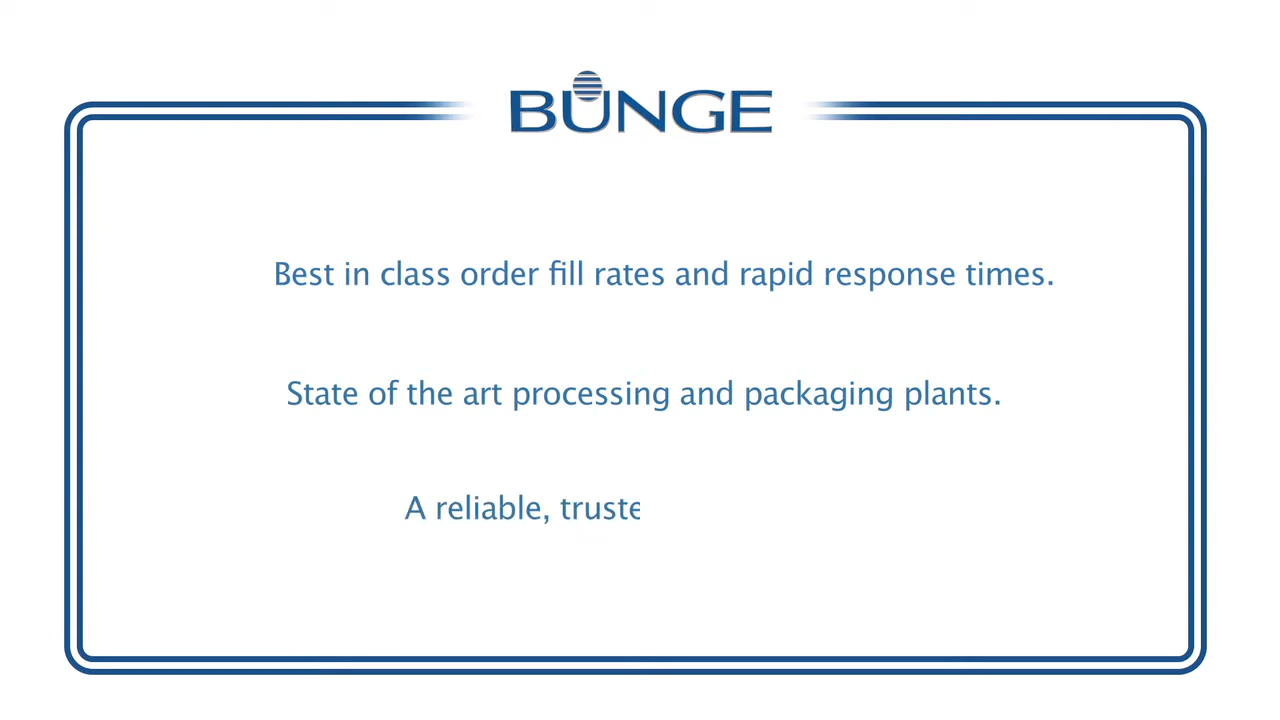 BUNGE
Best in class order fill rates and rapid response times.
State of the art processing and packaging plants.
A reliable, truste